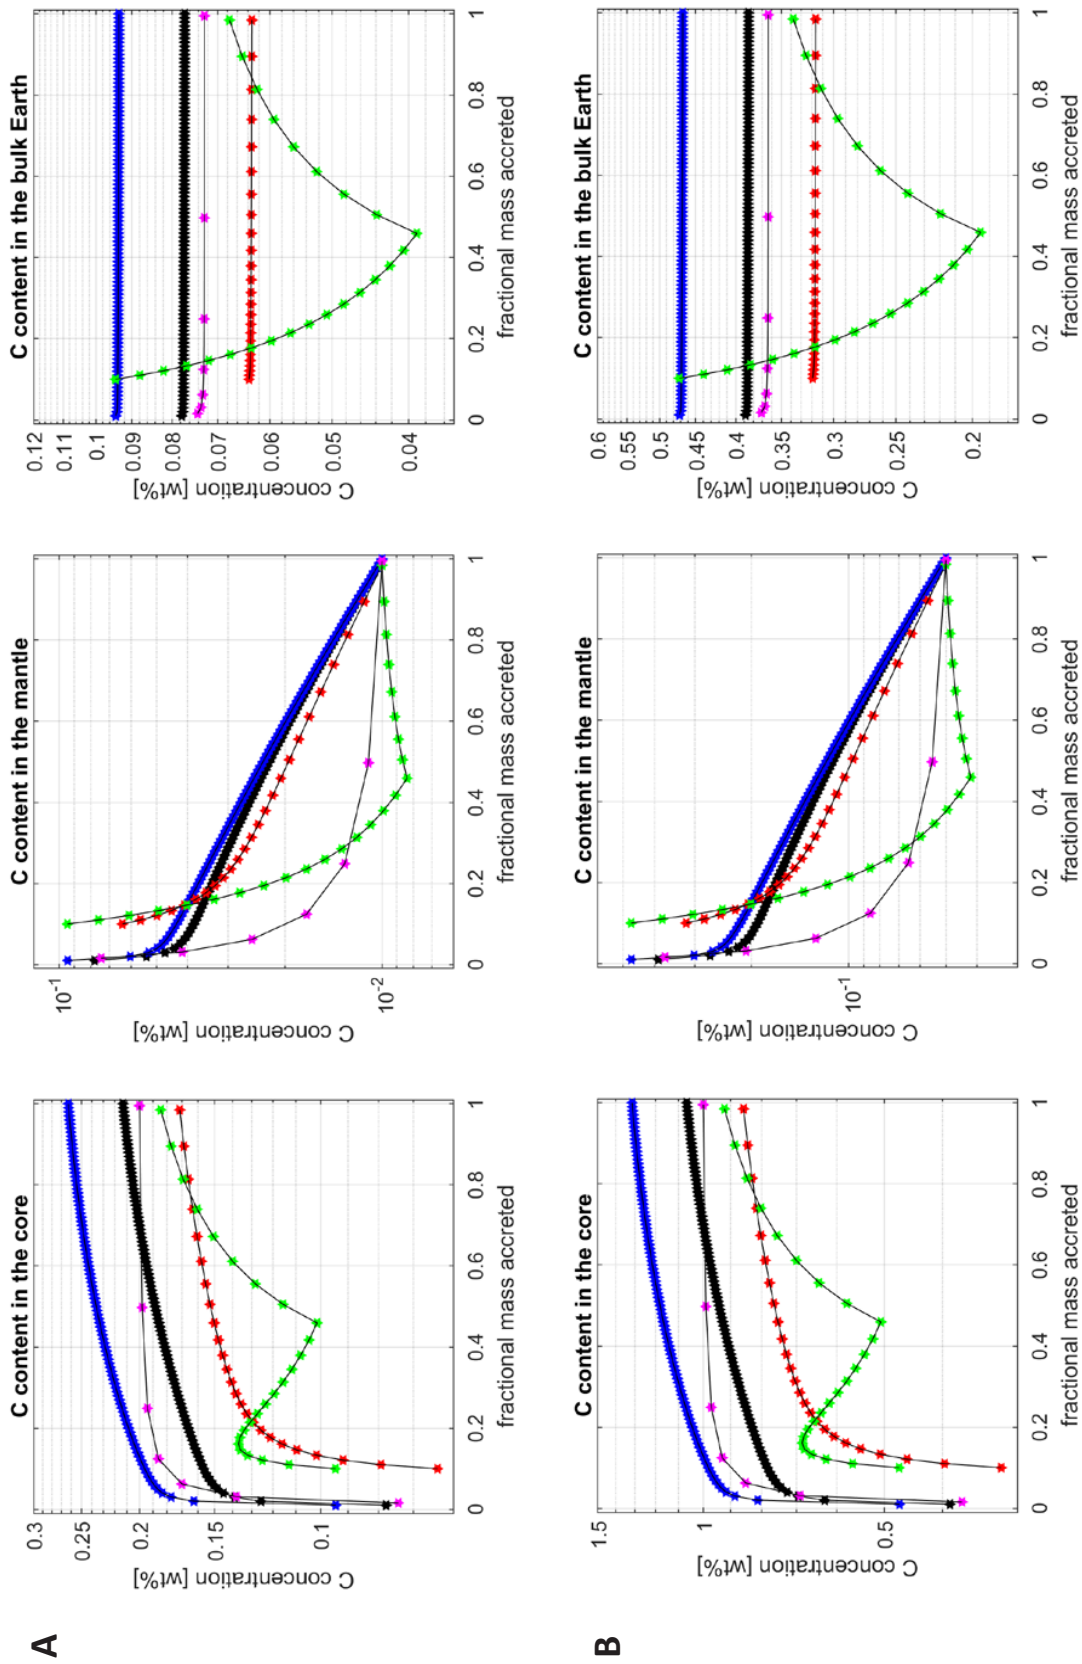 A
C content in the core
C concentration [wt%]
0.3
0.25
0.2
0.15
0.1
0 0.2 0.4 0.6 0.8 1
fractional mass accreted
C content in the mantle
C concentration [wt%]
10⁻¹
10⁻²
0 0.2 0.4 0.6 0.8 1
fractional mass accreted
C content in the bulk Earth
C concentration [wt%]
0.12
0.11
0.1
0.09
0.08
0.07
0.06
0.05
0.04
0 0.2 0.4 0.6 0.8 1
fractional mass accreted
B
C content in the core
C concentration [wt%]
1.5
1
0.5
0 0.2 0.4 0.6 0.8 1
fractional mass accreted
C content in the mantle
C concentration [wt%]
10⁻¹
0 0.2 0.4 0.6 0.8 1
fractional mass accreted
C content in the bulk Earth
C concentration [wt%]
0.6
0.55
0.5
0.45
0.4
0.35
0.3
0.25
0.2
0 0.2 0.4 0.6 0.8 1
fractional mass accreted